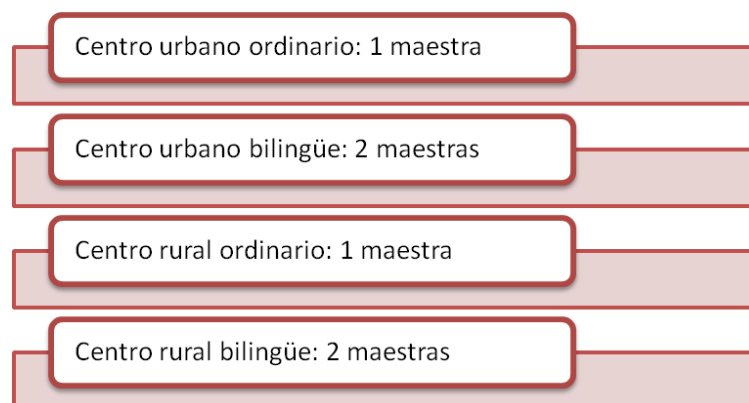 Centro urbano ordinario: 1 maestra
Centro urbano bilingüe: 2 maestras
Centro rural ordinario: 1 maestra
Centro rural bilingüe: 2 maestras